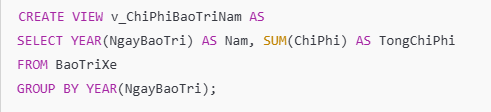 CREATE VIEW v_ChiPhiBaoTriNam AS
SELECT YEAR(NgayBaoTri) AS Nam, SUM(ChiPhi) AS TongChiPhi
FROM BaoTriXe
GROUP BY YEAR(NgayBaoTri);